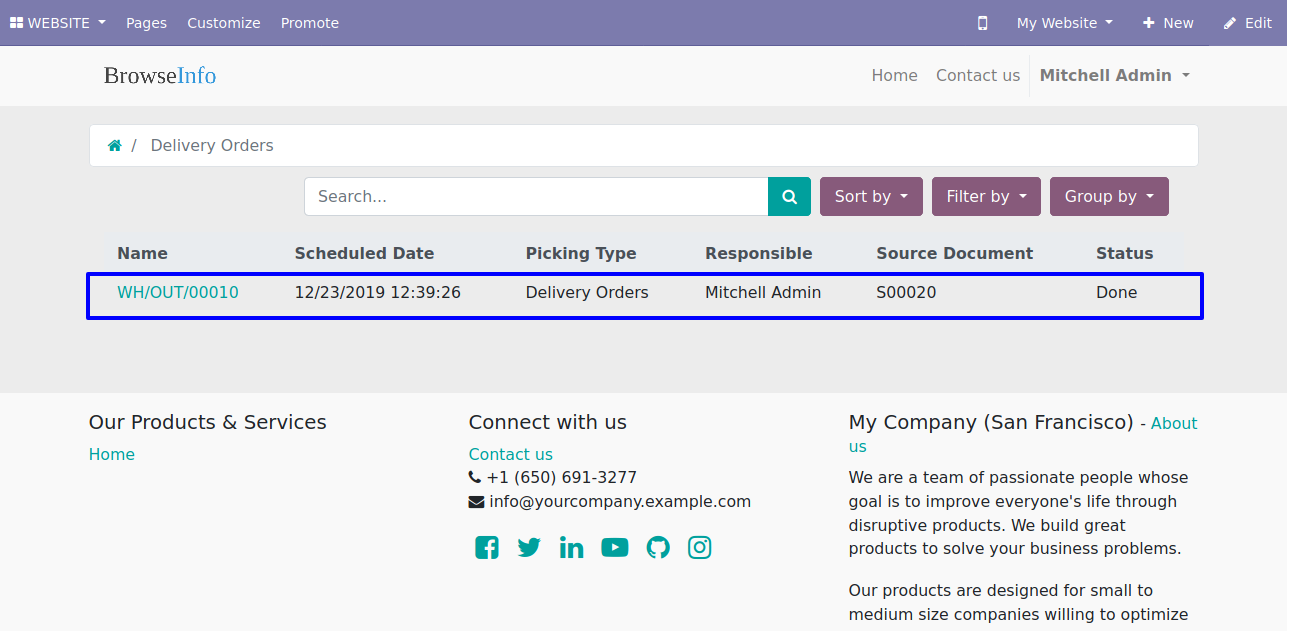 WEBSITE Pages Customize Promote My Website New Edit
BrowseInfo Home Contact us Mitchell Admin
/ Delivery Orders
Search... Sort by Filter by Group by
Name Scheduled Date Picking Type Responsible Source Document Status
WH/OUT/00010 12/23/2019 12:39:26 Delivery Orders Mitchell Admin S00020 Done
Our Products & Services
Home
Connect with us
Contact us
+1 (650) 691-3277
info@yourcompany.example.com
My Company (San Francisco) - About
us
We are a team of passionate people whose
goal is to improve everyone's life through
disruptive products. We build great
products to solve your business problems.
Our products are designed for small to
medium size companies willing to optimize